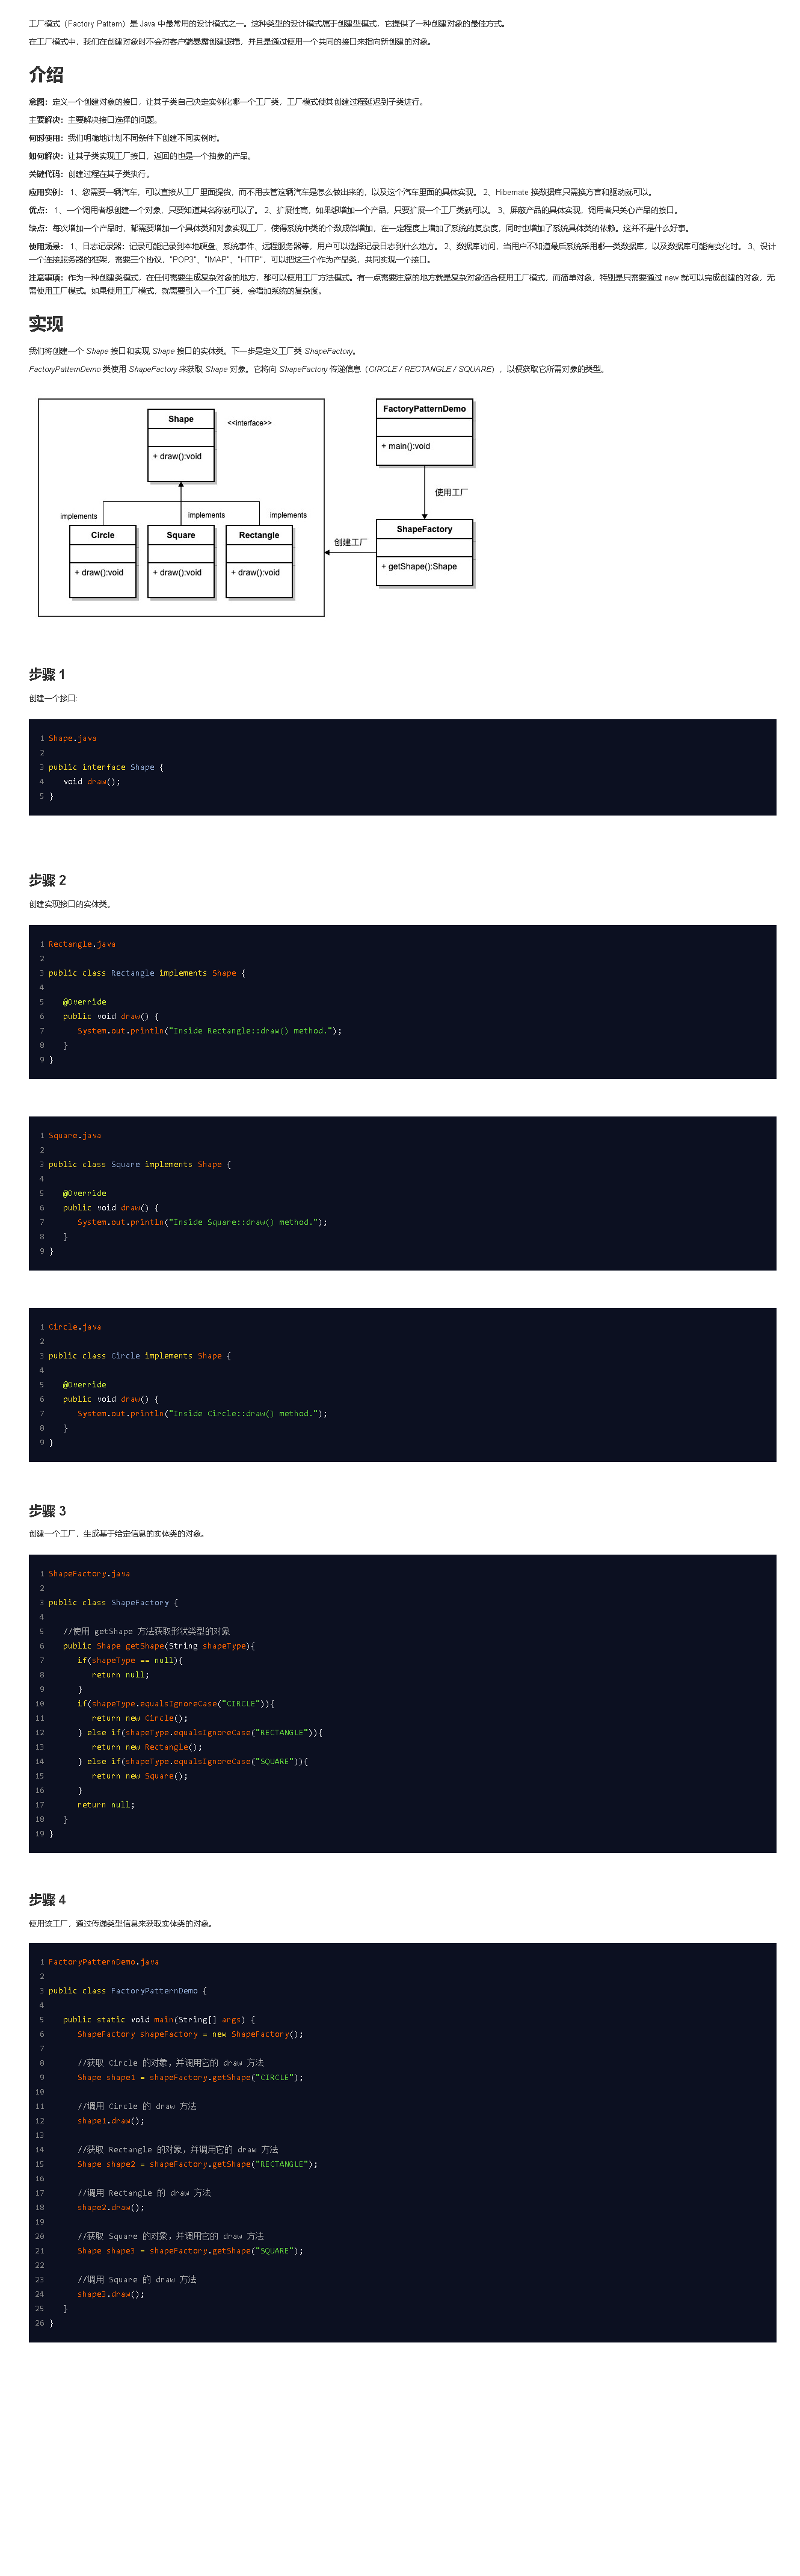 工厂模式（Factory Pattern）是 Java 中最常用的设计模式之一。这种类型的设计模式属于创建型模式，它提供了一种创建对象的最佳方式。
在工厂模式中，我们在创建对象时不会对客户端暴露创建逻辑，并且是通过使用一个共同的接口来指向新创建的对象。
介绍
意图：定义一个创建对象的接口，让其子类自己决定实例化哪一个工厂类，工厂模式使其创建过程延迟到子类进行。
主要解决：主要解决接口选择的问题。
何时使用：我们明确地计划不同条件下创建不同实例时。
如何解决：让其子类实现工厂接口，返回的也是一个抽象的产品。
关键代码：创建过程在其子类执行。
应用实例： 1、您需要一辆汽车，可以直接从工厂里面提货，而不用去管这辆汽车是怎么做出来的，以及这个汽车里面的具体实现。 2、Hibernate 换数据库只需换方言和驱动就可以。
优点： 1、一个调用者想创建一个对象，只要知道其名称就可以了。 2、扩展性高，如果想增加一个产品，只要扩展一个工厂类就可以。 3、屏蔽产品的具体实现，调用者只关心产品的接口。
缺点：每次增加一个产品时，都需要增加一个具体类和对象实现工厂，使得系统中类的个数成倍增加，在一定程度上增加了系统的复杂度，同时也增加了系统具体类的依赖。这并不是什么好事。
使用场景： 1、日志记录器：记录可能记录到本地硬盘、系统事件、远程服务器等，用户可以选择记录日志到什么地方。 2、数据库访问，当用户不知道最后系统采用哪一类数据库，以及数据库可能有变化时。 3、设计
一个连接服务器的框架，需要三个协议，"POP3"、"IMAP"、"HTTP"，可以把这三个作为产品类，共同实现一个接口。
注意事项：作为一种创建类模式，在任何需要生成复杂对象的地方，都可以使用工厂方法模式。有一点需要注意的地方就是复杂对象适合使用工厂模式，而简单对象，特别是只需要通过 new 就可以完成创建的对象，无
需使用工厂模式。如果使用工厂模式，就需要引入一个工厂类，会增加系统的复杂度。
实现
我们将创建一个 Shape 接口和实现 Shape 接口的实体类。下一步是定义工厂类 ShapeFactory。
FactoryPatternDemo 类使用 ShapeFactory 来获取 Shape 对象。它将向 ShapeFactory 传递信息（CIRCLE / RECTANGLE / SQUARE），以便获取它所需对象的类型。
Shape
<<interface>>
+ draw():void
FactoryPatternDemo
+ main():void
使用工厂
implements
implements
implements
Circle
+ draw():void
Square
+ draw():void
Rectangle
+ draw():void
创建工厂
ShapeFactory
+ getShape():Shape
步骤 1
创建一个接口:
1 Shape.java
2
3 public interface Shape {
4    void draw();
5 }
步骤 2
创建实现接口的实体类。
1 Rectangle.java
2
3 public class Rectangle implements Shape {
4
5    @Override
6    public void draw() {
7       System.out.println("Inside Rectangle::draw() method.");
8    }
9 }
1 Square.java
2
3 public class Square implements Shape {
4
5    @Override
6    public void draw() {
7       System.out.println("Inside Square::draw() method.");
8    }
9 }
1 Circle.java
2
3 public class Circle implements Shape {
4
5    @Override
6    public void draw() {
7       System.out.println("Inside Circle::draw() method.");
8    }
9 }
步骤 3
创建一个工厂，生成基于给定信息的实体类的对象。
1 ShapeFactory.java
2
3 public class ShapeFactory {
4
5    //使用 getShape 方法获取形状类型的对象
6    public Shape getShape(String shapeType){
7       if(shapeType == null){
8          return null;
9       }
10       if(shapeType.equalsIgnoreCase("CIRCLE")){
11          return new Circle();
12       } else if(shapeType.equalsIgnoreCase("RECTANGLE")){
13          return new Rectangle();
14       } else if(shapeType.equalsIgnoreCase("SQUARE")){
15          return new Square();
16       }
17       return null;
18    }
19 }
步骤 4
使用该工厂，通过传递类型信息来获取实体类的对象。
1 FactoryPatternDemo.java
2
3 public class FactoryPatternDemo {
4
5    public static void main(String[] args) {
6       ShapeFactory shapeFactory = new ShapeFactory();
7
8       //获取 Circle 的对象，并调用它的 draw 方法
9       Shape shape1 = shapeFactory.getShape("CIRCLE");
10
11       //调用 Circle 的 draw 方法
12       shape1.draw();
13
14       //获取 Rectangle 的对象，并调用它的 draw 方法
15       Shape shape2 = shapeFactory.getShape("RECTANGLE");
16
17       //调用 Rectangle 的 draw 方法
18       shape2.draw();
19
20       //获取 Square 的对象，并调用它的 draw 方法
21       Shape shape3 = shapeFactory.getShape("SQUARE");
22
23       //调用 Square 的 draw 方法
24       shape3.draw();
25    }
26 }